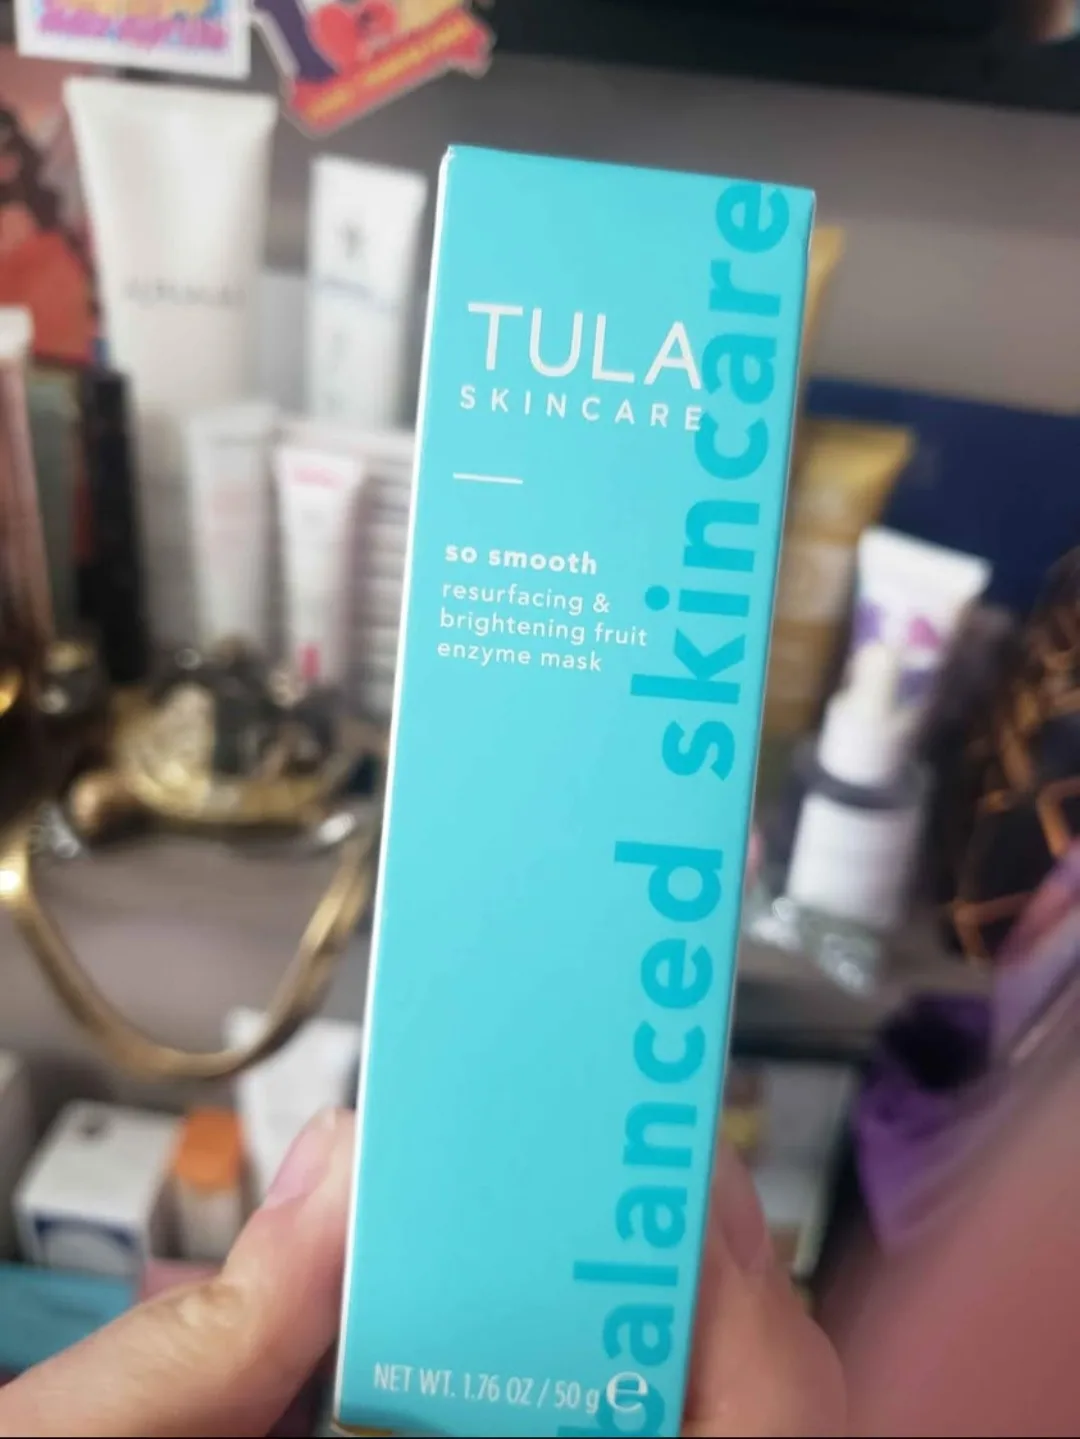 TULA
SKINCARE
so smooth
resurfacing &
brightening fruit
enzyme mask
balanced skincare
NET WT. 1.76 OZ / 50 g ℮